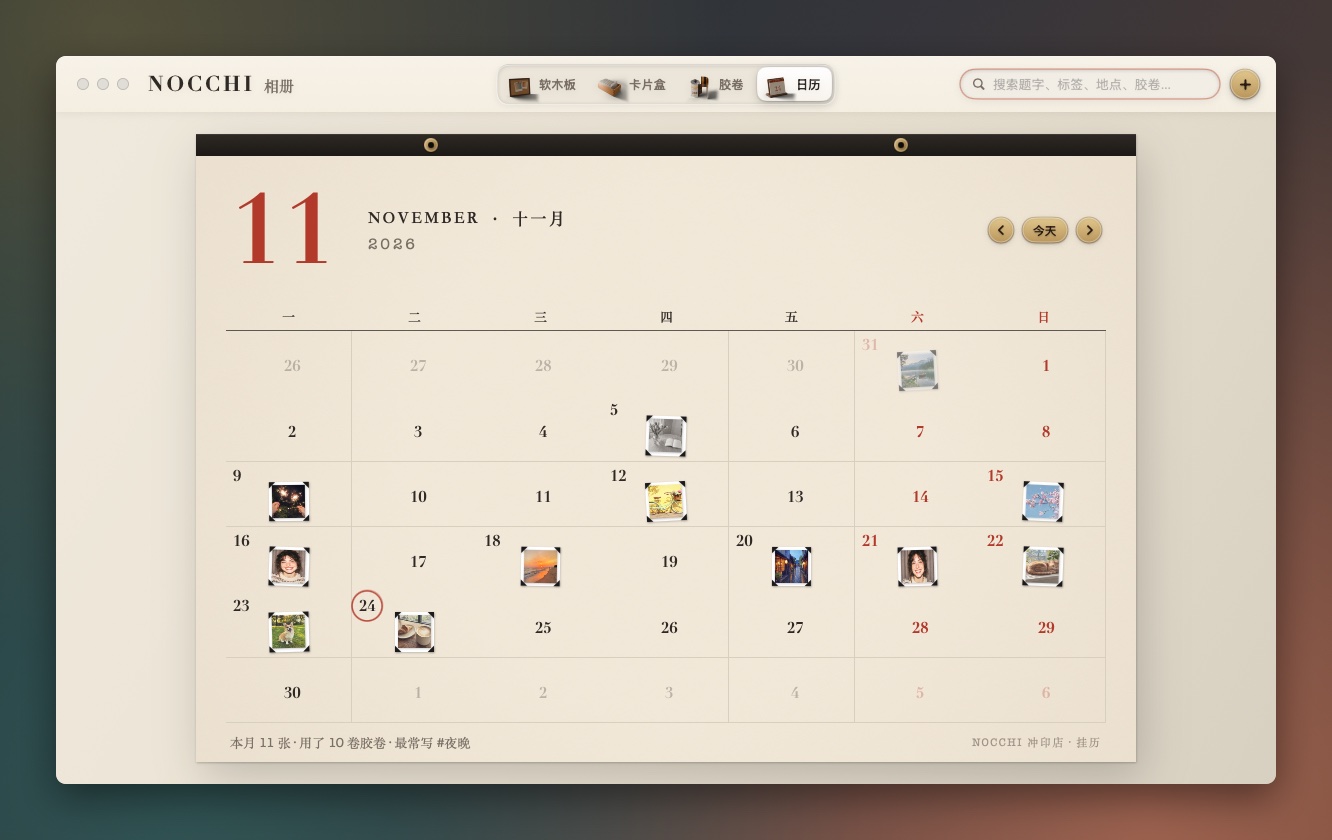 NOCCHI 相册
软木板 卡片盒 胶卷 日历
搜索题字、标签、地点、胶卷...
11
NOVEMBER · 十一月
2026
今天
一 二 三 四 五 六 日
26 27 28 29 30 31 1
2 3 4 5 6 7 8
9 10 11 12 13 14 15
16 17 18 19 20 21 22
23 24 25 26 27 28 29
30 1 2 3 4 5 6
本月 11 张 · 用了 10 卷胶卷 · 最常写 #夜晚
NOCCHI 冲印店 · 挂历